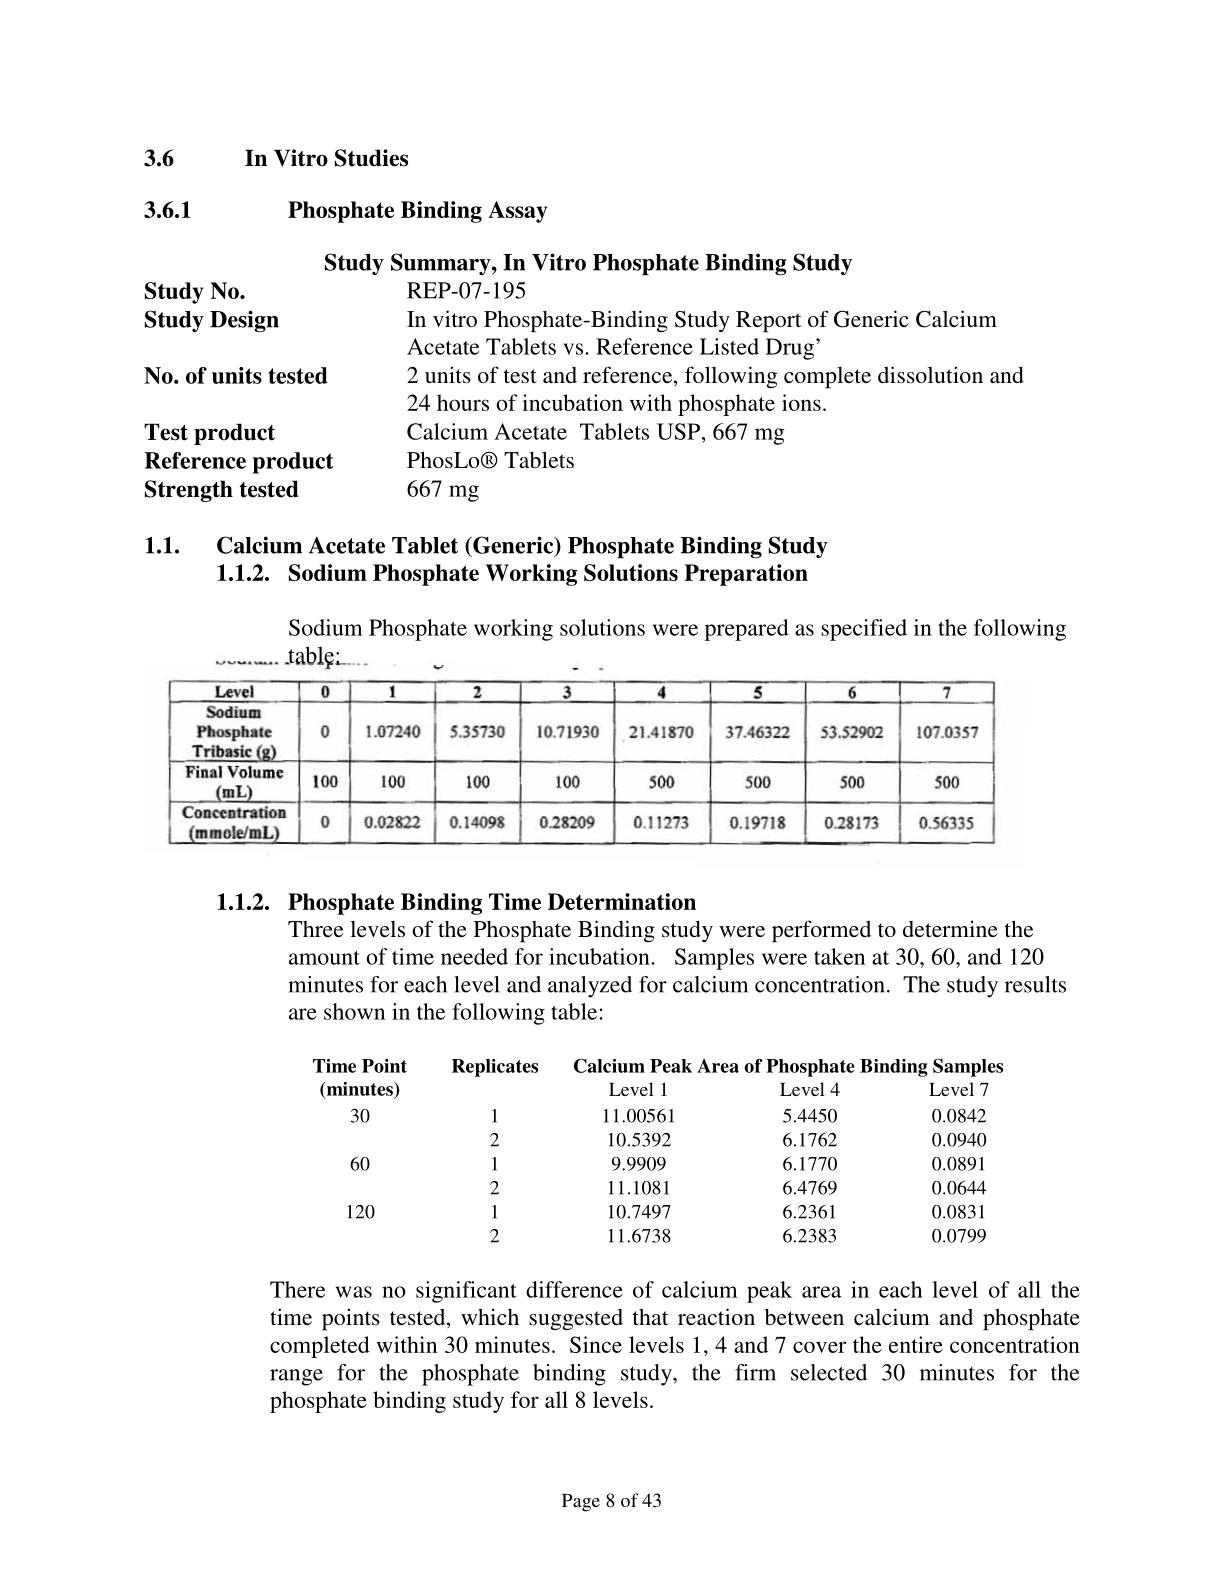 3.6 In Vitro Studies
3.6.1 Phosphate Binding Assay
Study Summary, In Vitro Phosphate Binding Study
Study No. REP-07-195
Study Design In vitro Phosphate-Binding Study Report of Generic Calcium
Acetate Tablets vs. Reference Listed Drug’
No. of units tested 2 units of test and reference, following complete dissolution and
24 hours of incubation with phosphate ions.
Test product Calcium Acetate Tablets USP, 667 mg
Reference product PhosLo® Tablets
Strength tested 667 mg
1.1. Calcium Acetate Tablet (Generic) Phosphate Binding Study
1.1.2. Sodium Phosphate Working Solutions Preparation
Sodium Phosphate working solutions were prepared as specified in the following
table:
Level 0 1 2 3 4 5 6 7
Sodium
Phosphate 0 1.07240 5.35730 10.71930 21.41870 37.46322 53.52902 107.0357
Tribasic (g)
Final Volume
(mL) 100 100 100 100 500 500 500 500
Concentration
(mmole/mL) 0 0.02822 0.14098 0.28209 0.11273 0.19718 0.28173 0.56335
1.1.2. Phosphate Binding Time Determination
Three levels of the Phosphate Binding study were performed to determine the
amount of time needed for incubation. Samples were taken at 30, 60, and 120
minutes for each level and analyzed for calcium concentration. The study results
are shown in the following table:
Time Point Replicates Calcium Peak Area of Phosphate Binding Samples
(minutes) Level 1 Level 4 Level 7
30 1 11.00561 5.4450 0.0842
2 10.5392 6.1762 0.0940
60 1 9.9909 6.1770 0.0891
2 11.1081 6.4769 0.0644
120 1 10.7497 6.2361 0.0831
2 11.6738 6.2383 0.0799
There was no significant difference of calcium peak area in each level of all the
time points tested, which suggested that reaction between calcium and phosphate
completed within 30 minutes. Since levels 1, 4 and 7 cover the entire concentration
range for the phosphate binding study, the firm selected 30 minutes for the
phosphate binding study for all 8 levels.
Page 8 of 43